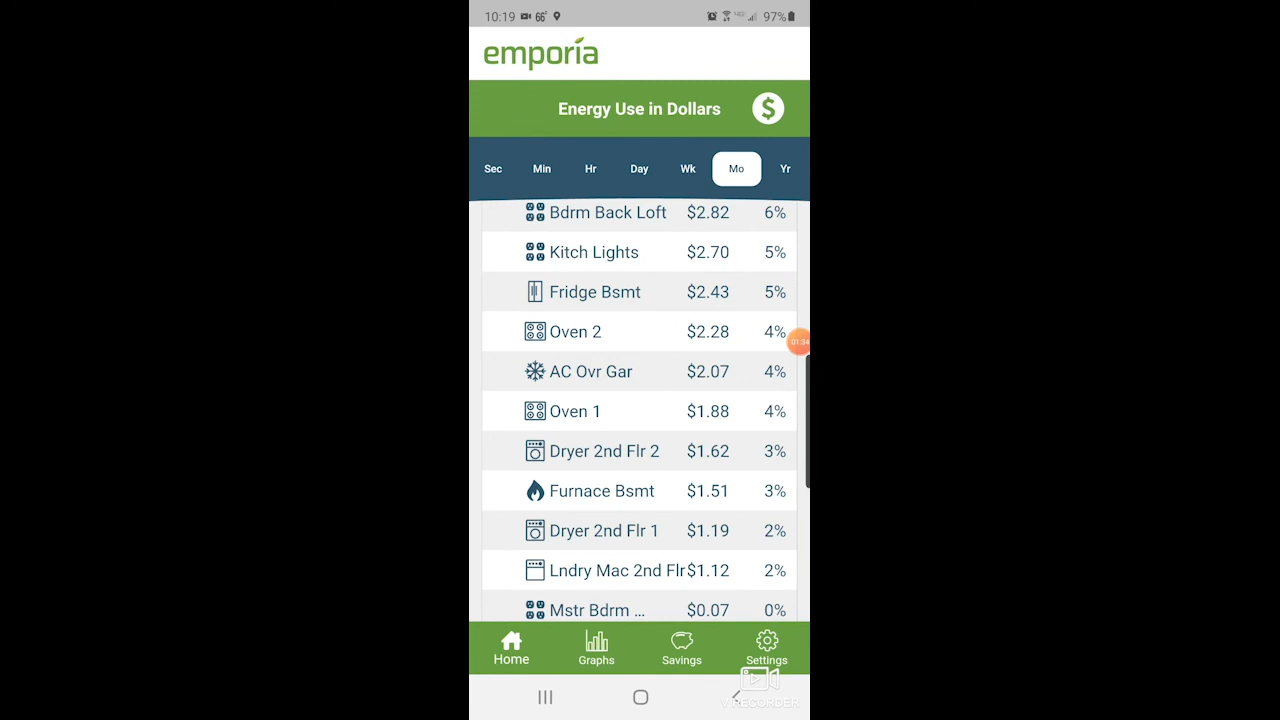 10:19 66° 97%
emporia
Energy Use in Dollars $
Sec Min Hr Day Wk Mo Yr
Bdrm Back Loft $2.82 6%
Kitch Lights $2.70 5%
Fridge Bsmt $2.43 5%
Oven 2 $2.28 4%
01:34
AC Ovr Gar $2.07 4%
Oven 1 $1.88 4%
Dryer 2nd Flr 2 $1.62 3%
Furnace Bsmt $1.51 3%
Dryer 2nd Flr 1 $1.19 2%
Lndry Mac 2nd Flr $1.12 2%
Mstr Bdrm ... $0.07 0%
Home Graphs Savings Settings
V RECORDER